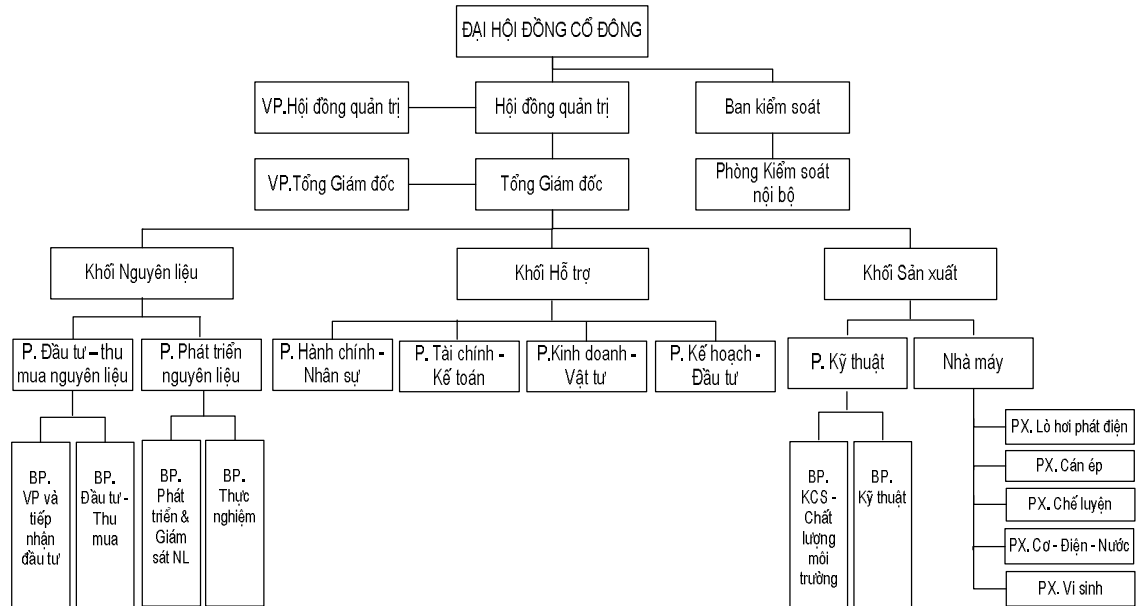 ĐẠI HỘI ĐỒNG CỔ ĐÔNG
VP.Hội đồng quản trị
Hội đồng quản trị
Ban kiểm soát
VP.Tổng Giám đốc
Tổng Giám đốc
Phòng Kiểm soát
nội bộ
Khối Nguyên liệu
Khối Hỗ trợ
Khối Sản xuất
P. Đầu tư – thu
mua nguyên liệu
P. Phát triển
nguyên liệu
P. Hành chính -
Nhân sự
P. Tài chính -
Kế toán
P.Kinh doanh -
Vật tư
P. Kế hoạch -
Đầu tư
P. Kỹ thuật
Nhà máy
BP.
VP và
tiếp
nhận
đầu tư
BP.
Đầu tư -
Thu
mua
BP.
Phát
triển &
Giám
sát NL
BP.
Thực
nghiệm
BP.
KCS -
Chất
lượng
môi
trường
BP.
Kỹ thuật
PX. Lò hơi phát điện
PX. Cán ép
PX. Chế luyện
PX. Cơ - Điện - Nước
PX. Vi sinh